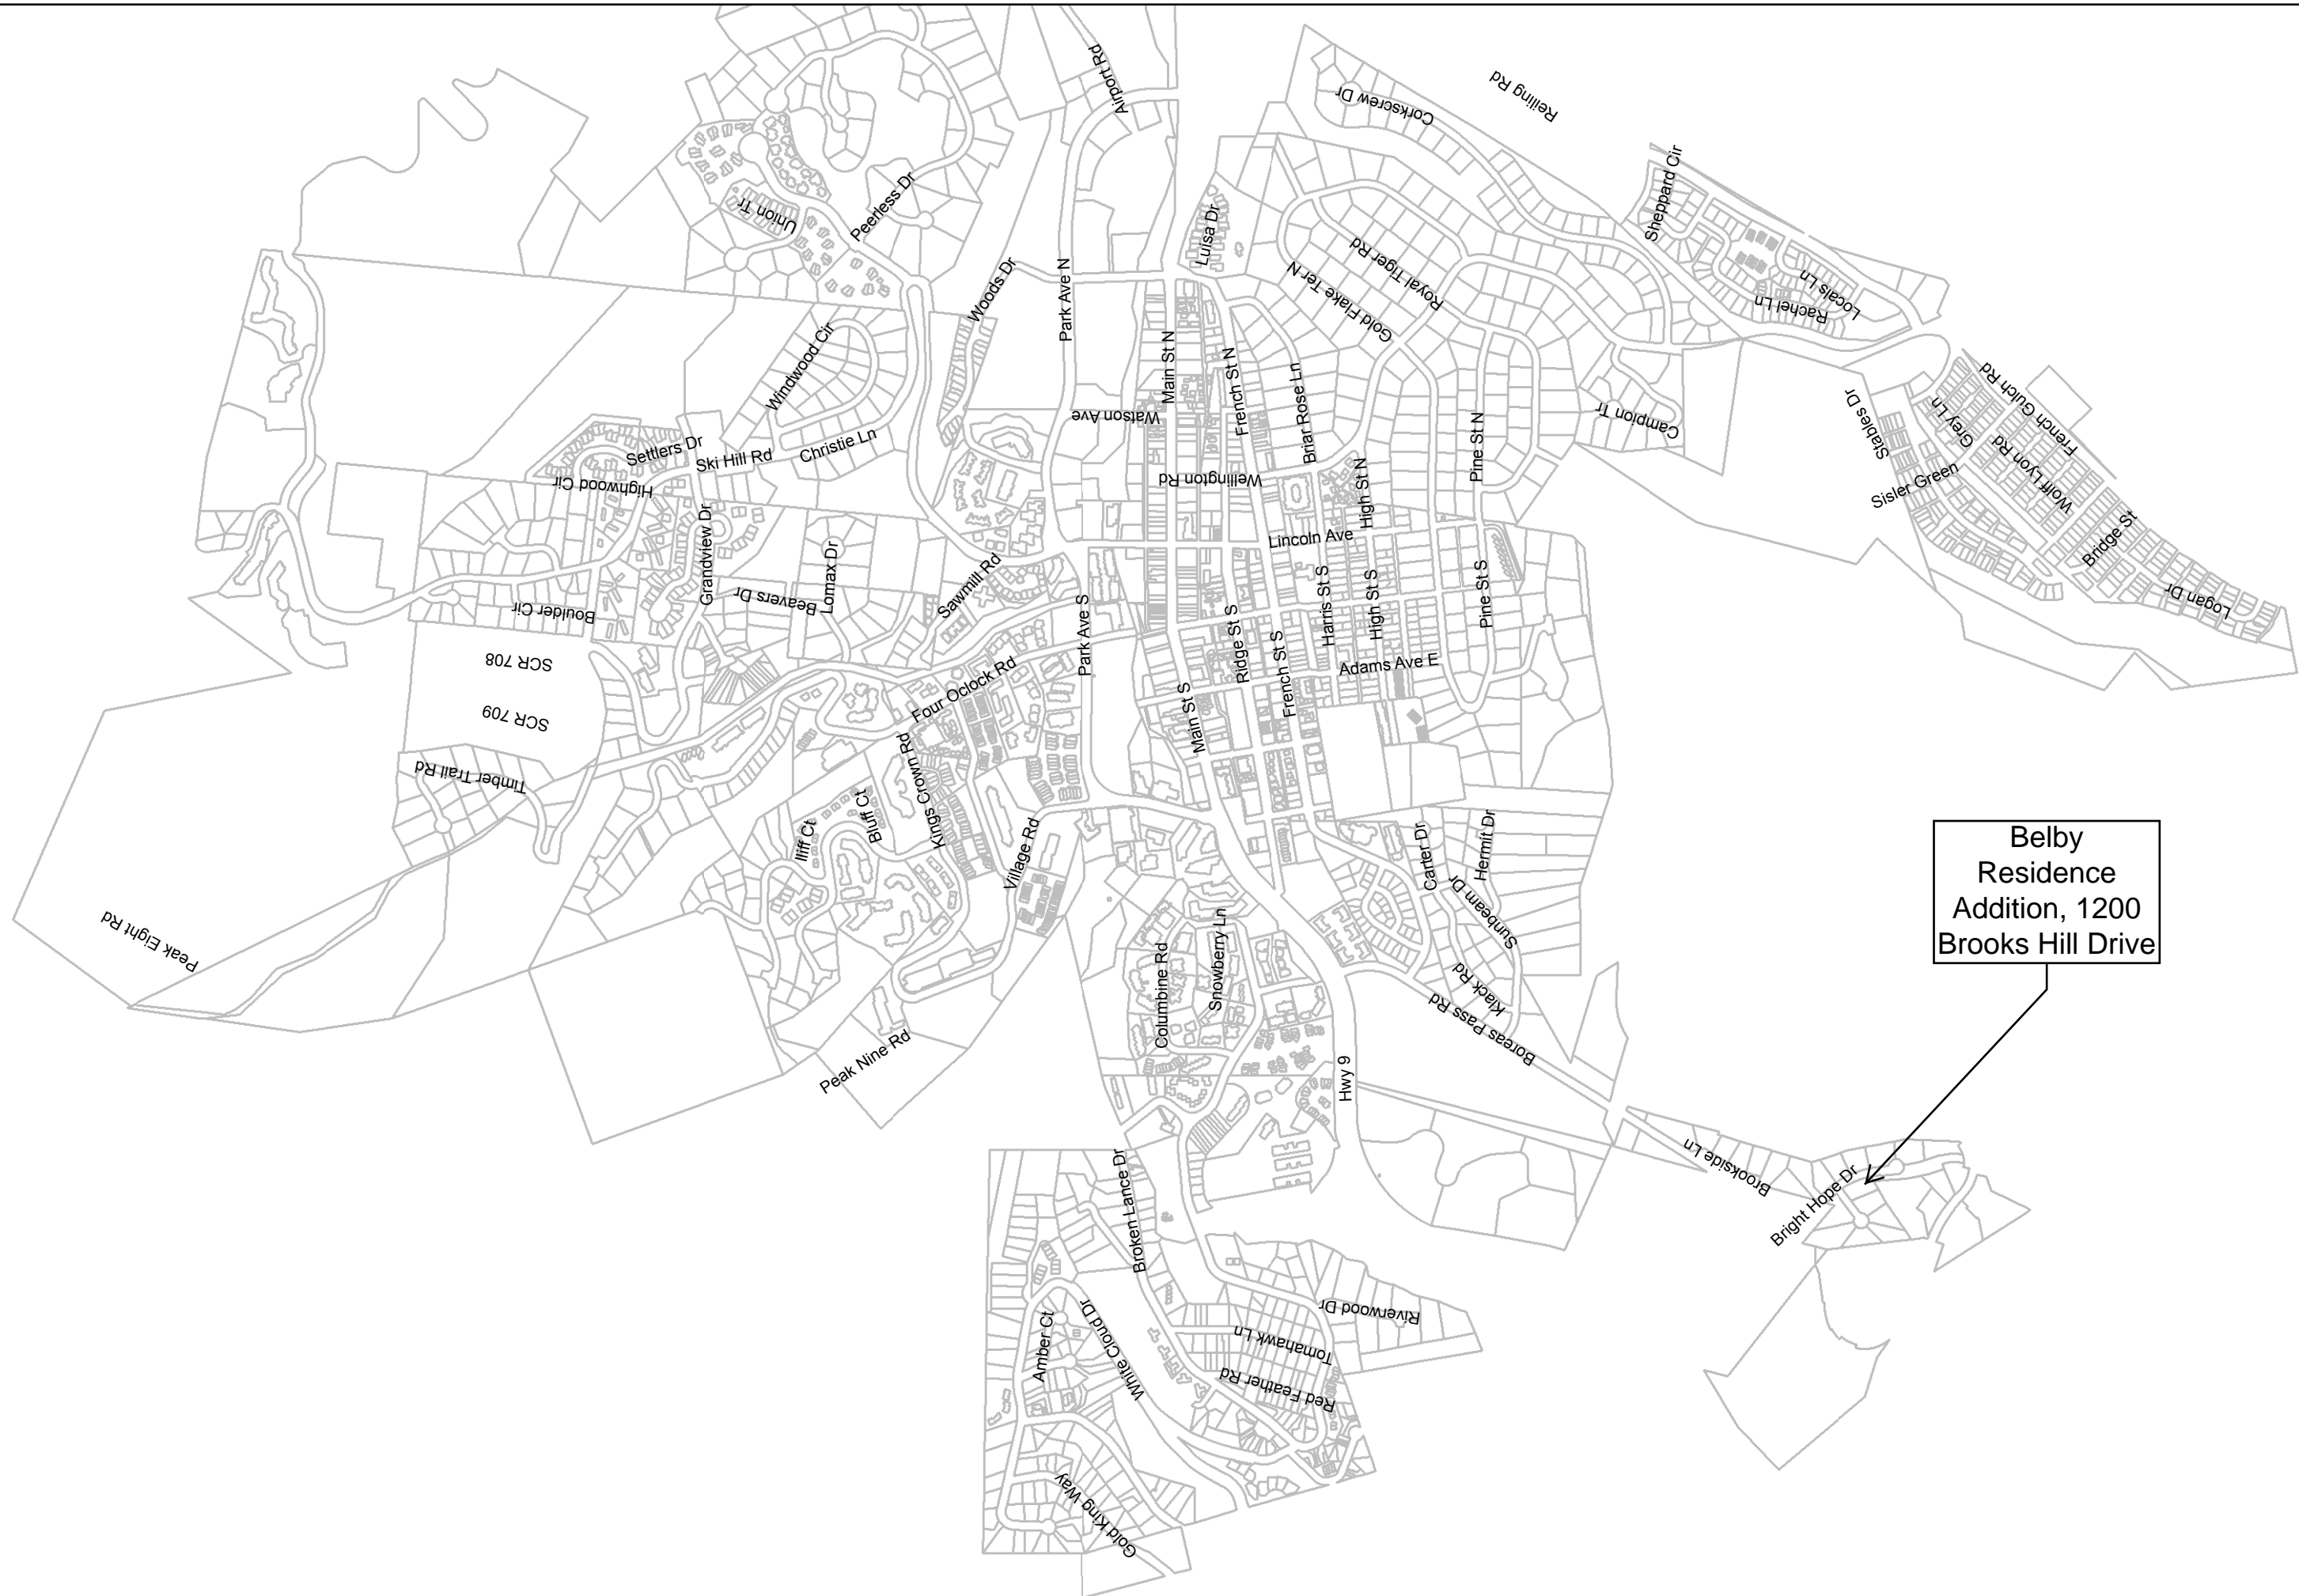 Airport Rd
Reiling Rd
Corkscrew Dr
Sheppard Cir
Peerless Dr
Union Tr
Luisa Dr
Woods Dr
Park Ave N
Royal Tiger Rd
Gold Flake Ter N
Locals Ln
Rachel Ln
Windwood Cir
Main St N
French St N
Briar Rose Ln
French Gulch Rd
Watson Ave
Campion Tr
Stables Dr
Grey Ln
Settlers Dr
Ski Hill Rd
Christie Ln
Pine St N
Wolff Lyon Rd
Highwood Cir
Wellington Rd
High St N
Sisler Green
Grandview Dr
Lincoln Ave
Bridge St
Lomax Dr
Sawmill Rd
Beavers Dr
Boulder Cir
Harris St S
High St S
Pine St S
Logan Dr
Park Ave S
Ridge St S
SCR 708
Four Oclock Rd
French St S
Adams Ave E
SCR 709
Main St S
Timber Trail Rd
Kings Crown Rd
Bluff Ct
Iliff Ct
Village Rd
Carter Dr
Hermit Dr
Belby
Residence
Addition, 1200
Brooks Hill Drive
Sunbeam Dr
Peak Eight Rd
Columbine Rd
Snowberry Ln
Klack Rd
Boreas Pass Rd
Peak Nine Rd
Hwy 9
Brookside Ln
Bright Hope Dr
Broken Lance Dr
Riverwood Dr
Amber Ct
White Cloud Dr
Tomahawk Ln
Red Feather Rd
Gold King Way